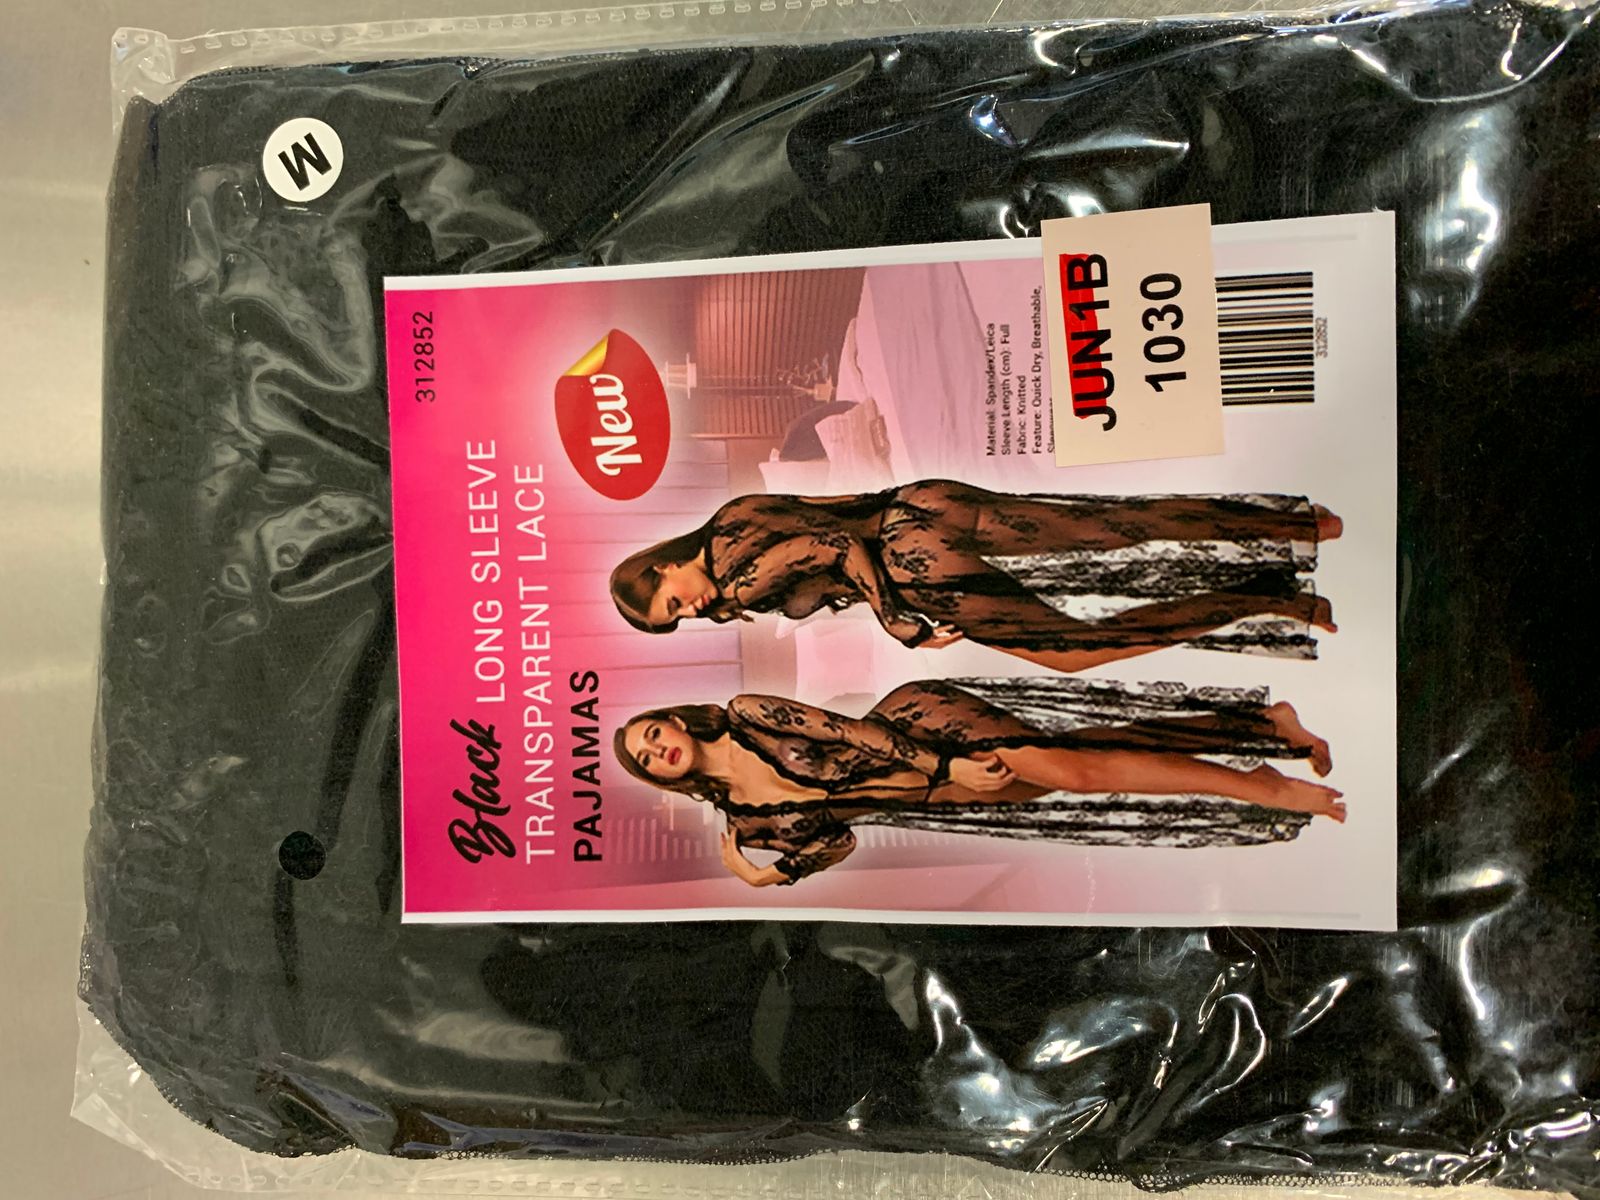 M
312852
Black LONG SLEEVE
TRANSPARENT LACE
PAJAMAS
New
Material: Spandex/Leica
Sleeve Length (cm): Full
Fabric: Knitted
Feature: Quick Dry, Breathable,
JUN1B
1030
312852